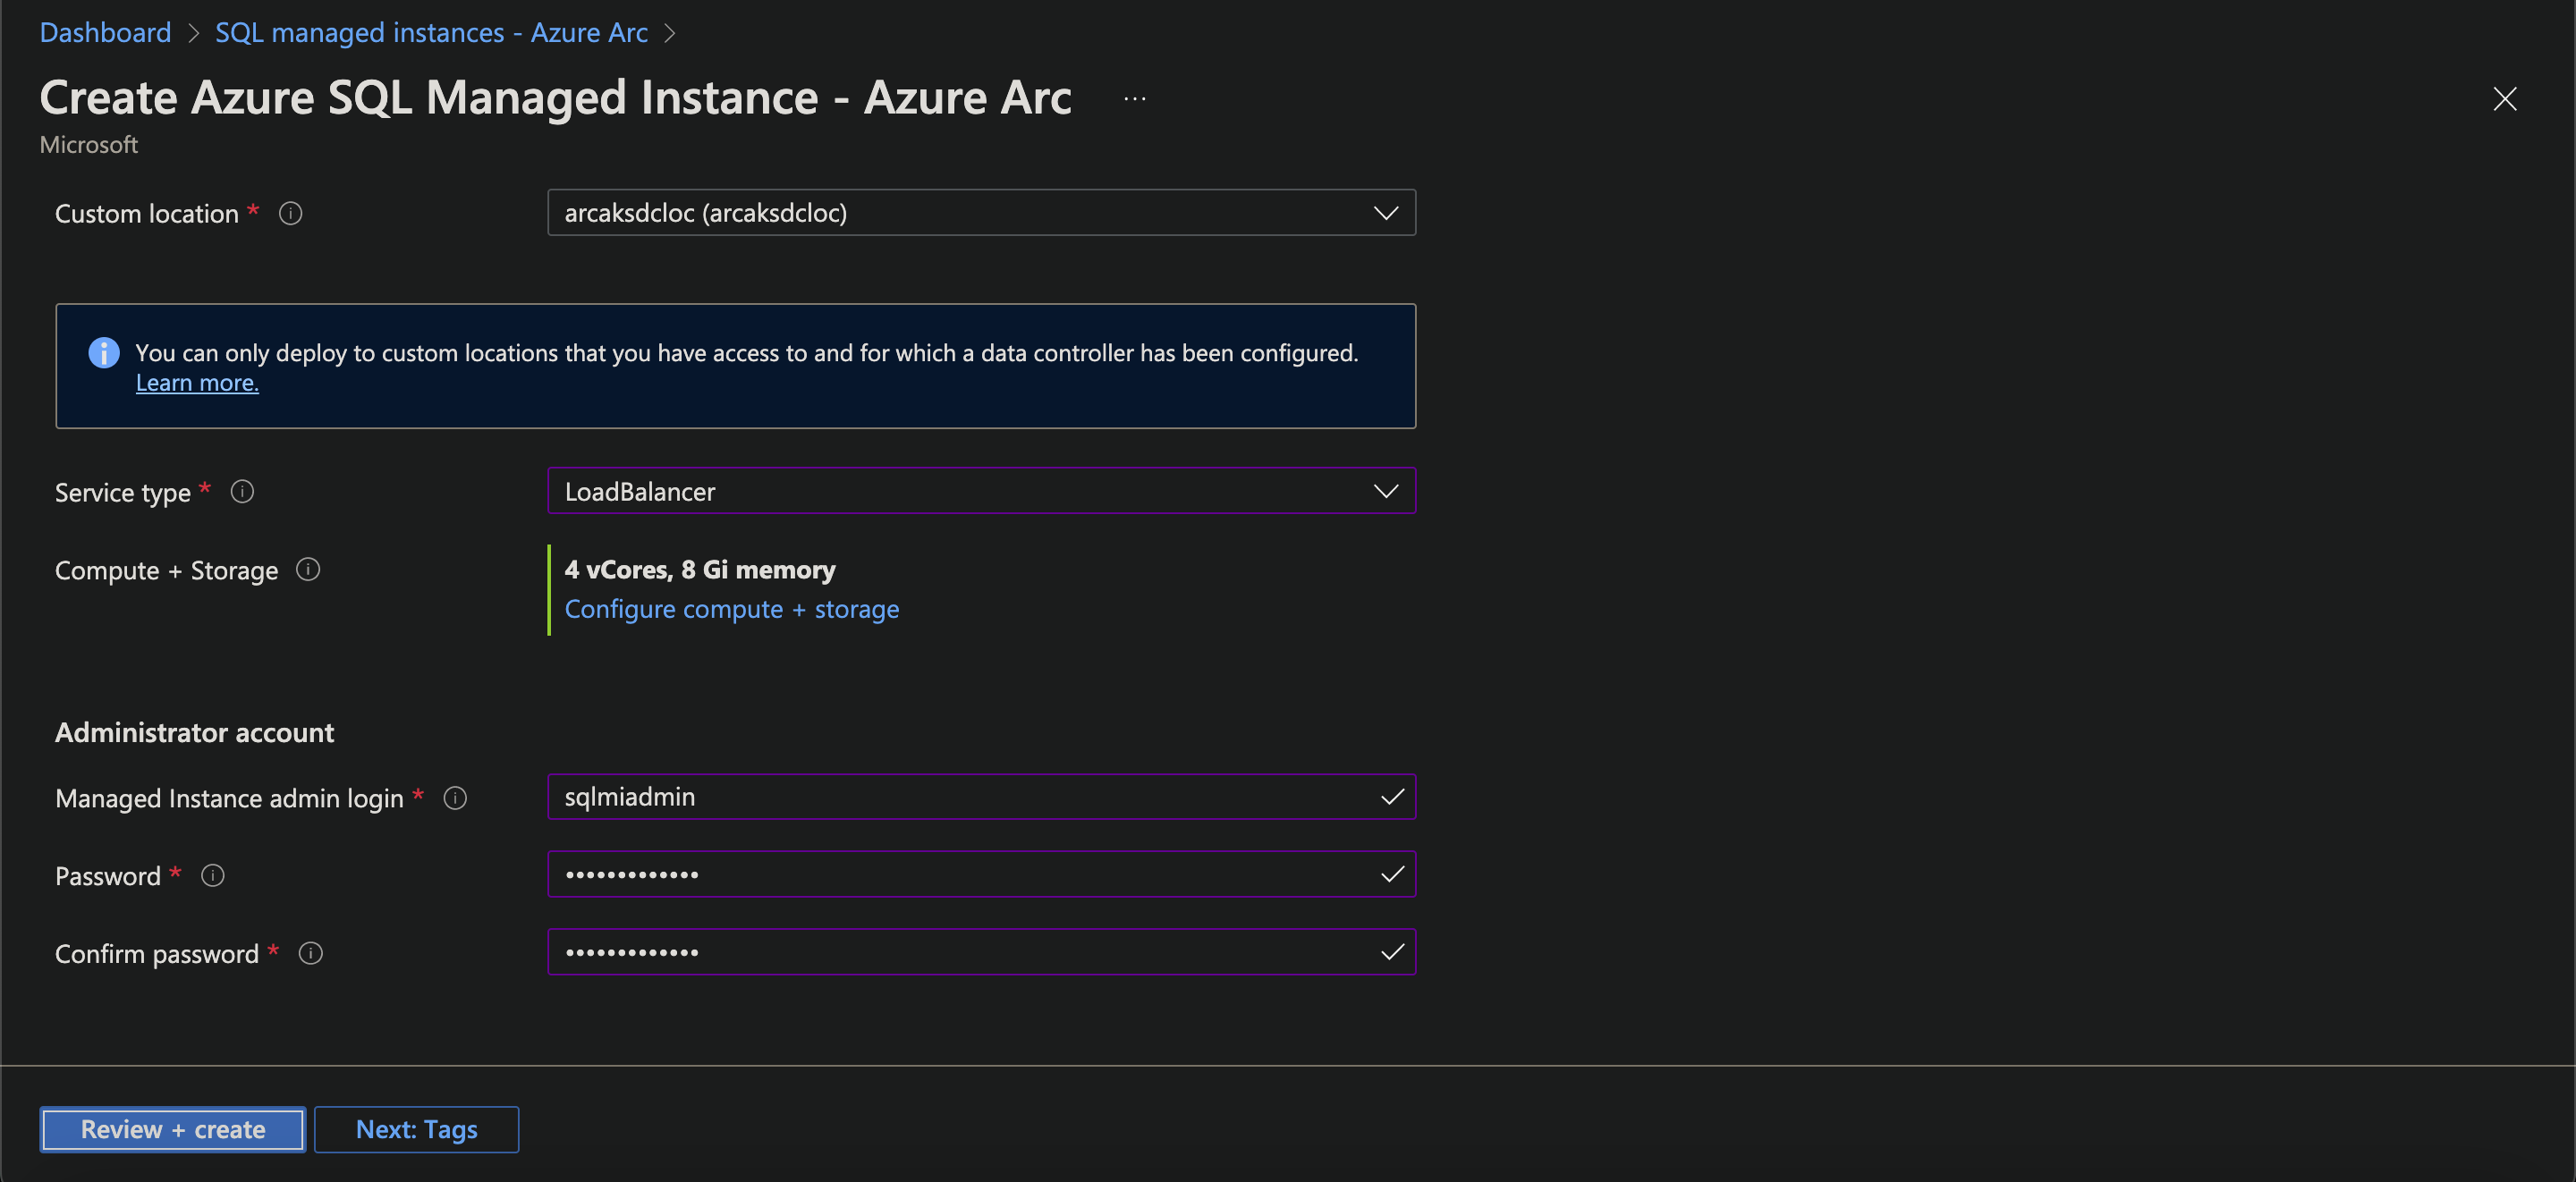 Dashboard > SQL managed instances - Azure Arc >
Create Azure SQL Managed Instance - Azure Arc ...
Microsoft
Custom location * arcaksdcloc (arcaksdcloc)
You can only deploy to custom locations that you have access to and for which a data controller has been configured.
Learn more.
Service type * LoadBalancer
Compute + Storage 4 vCores, 8 Gi memory
Configure compute + storage
Administrator account
Managed Instance admin login * sqlmiadmin
Password * •••••••••••••
Confirm password * •••••••••••••
Review + create Next: Tags